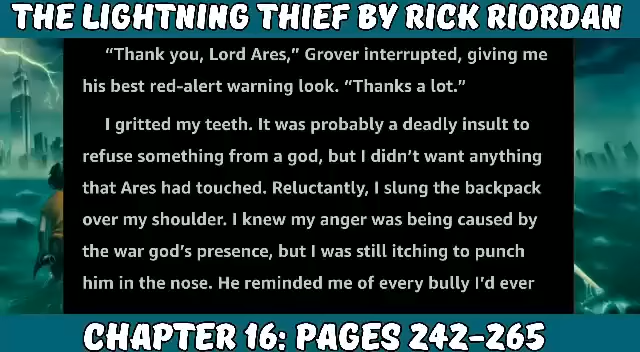 THE LIGHTNING THIEF BY RICK RIORDAN
“Thank you, Lord Ares,” Grover interrupted, giving me
his best red-alert warning look. “Thanks a lot.”
I gritted my teeth. It was probably a deadly insult to
refuse something from a god, but I didn’t want anything
that Ares had touched. Reluctantly, I slung the backpack
over my shoulder. I knew my anger was being caused by
the war god’s presence, but I was still itching to punch
him in the nose. He reminded me of every bully I’d ever
CHAPTER 16: PAGES 242-265